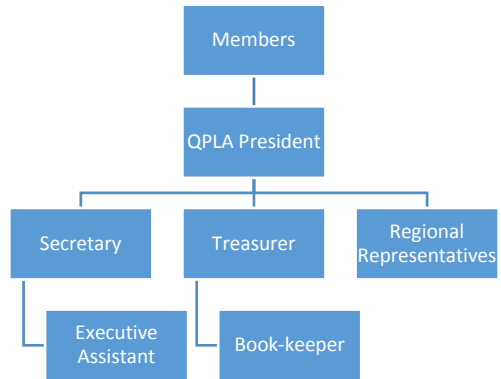 Members
QPLA President
Secretary
Treasurer
Regional
Representatives
Executive
Assistant
Book-keeper